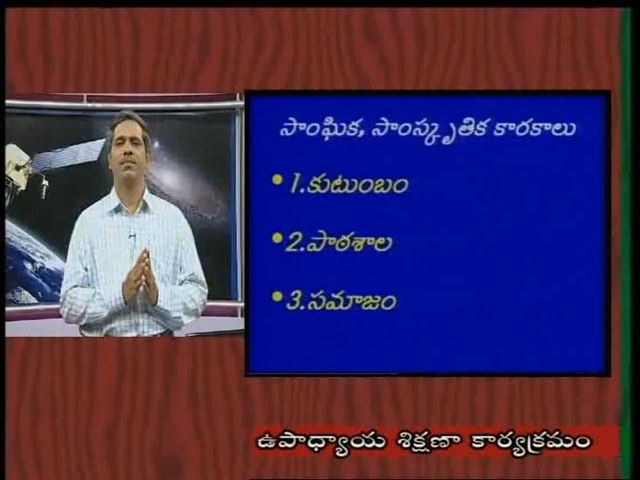 సాంఘిక, సాంస్కృతిక కారకాలు
• 1.కుటుంబం
• 2.పాఠశాల
• 3.సమాజం
ఉపాధ్యాయ శిక్షణా కార్యక్రమం